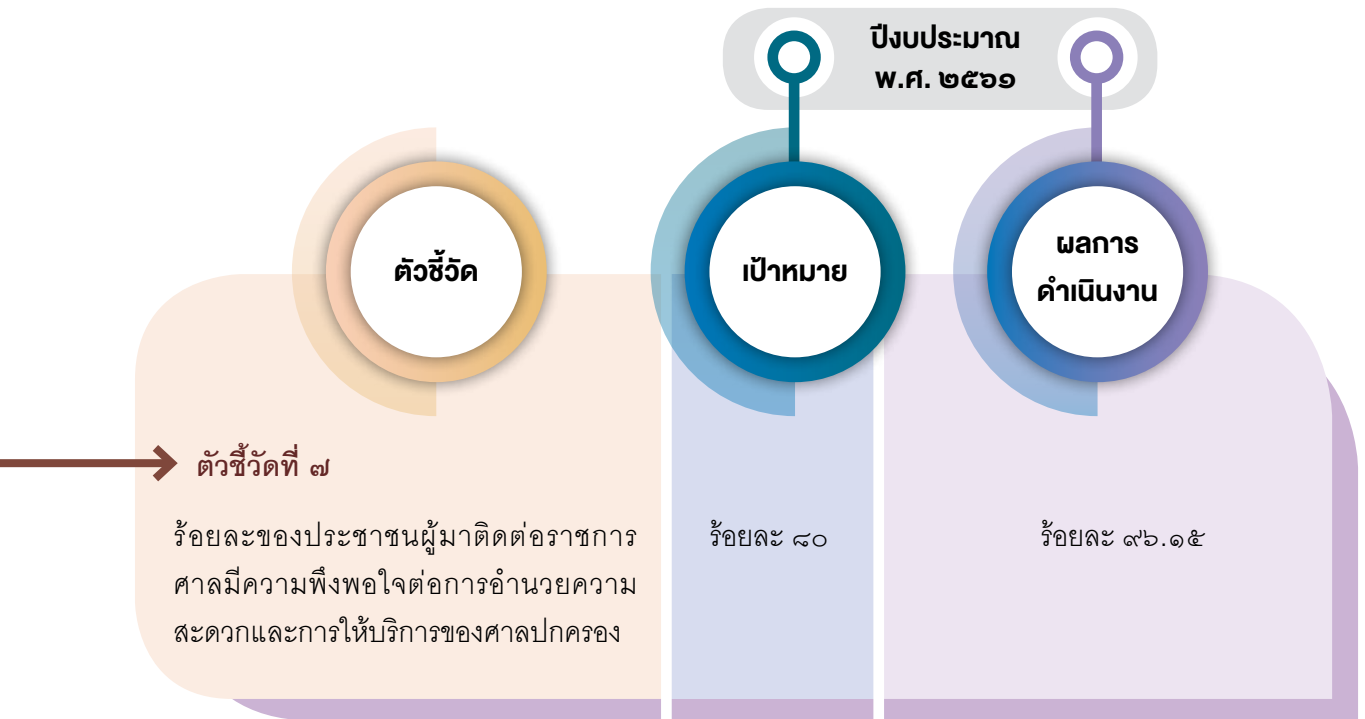 ปีงบประมาณ
พ.ศ. ๒๕๖๑
ตัวชี้วัด
เป้าหมาย
ผลการ
ดำเนินงาน
ตัวชี้วัดที่ ๗
ร้อยละของประชาชนผู้มาติดต่อราชการ
ศาลมีความพึงพอใจต่อการอำนวยความ
สะดวกและการให้บริการของศาลปกครอง
ร้อยละ ๘๐
ร้อยละ ๙๖.๑๕